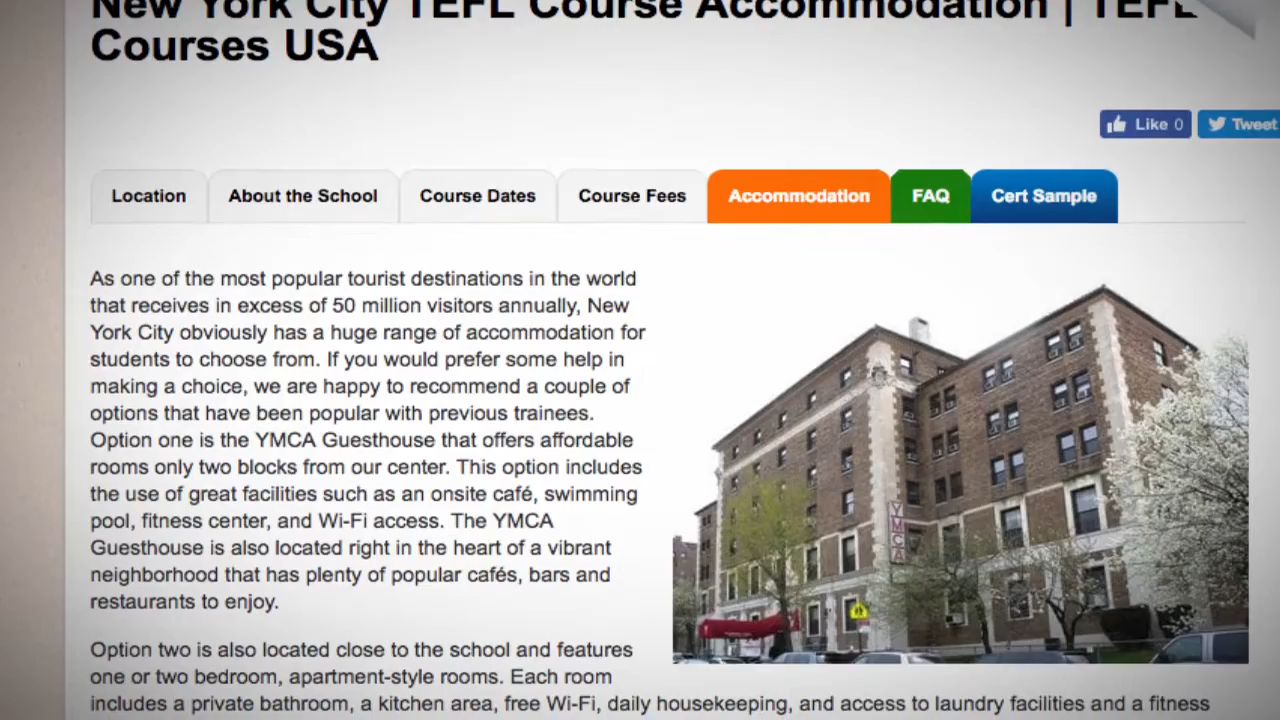 New York City TEFL Course Accommodation | TEFL
Courses USA
Like 0
Tweet
Location
About the School
Course Dates
Course Fees
Accommodation
FAQ
Cert Sample
As one of the most popular tourist destinations in the world
that receives in excess of 50 million visitors annually, New
York City obviously has a huge range of accommodation for
students to choose from. If you would prefer some help in
making a choice, we are happy to recommend a couple of
options that have been popular with previous trainees.
Option one is the YMCA Guesthouse that offers affordable
rooms only two blocks from our center. This option includes
the use of great facilities such as an onsite café, swimming
pool, fitness center, and Wi-Fi access. The YMCA
Guesthouse is also located right in the heart of a vibrant
neighborhood that has plenty of popular cafés, bars and
restaurants to enjoy.
YMCA
Option two is also located close to the school and features
one or two bedroom, apartment-style rooms. Each room
includes a private bathroom, a kitchen area, free Wi-Fi, daily housekeeping, and access to laundry facilities and a fitness